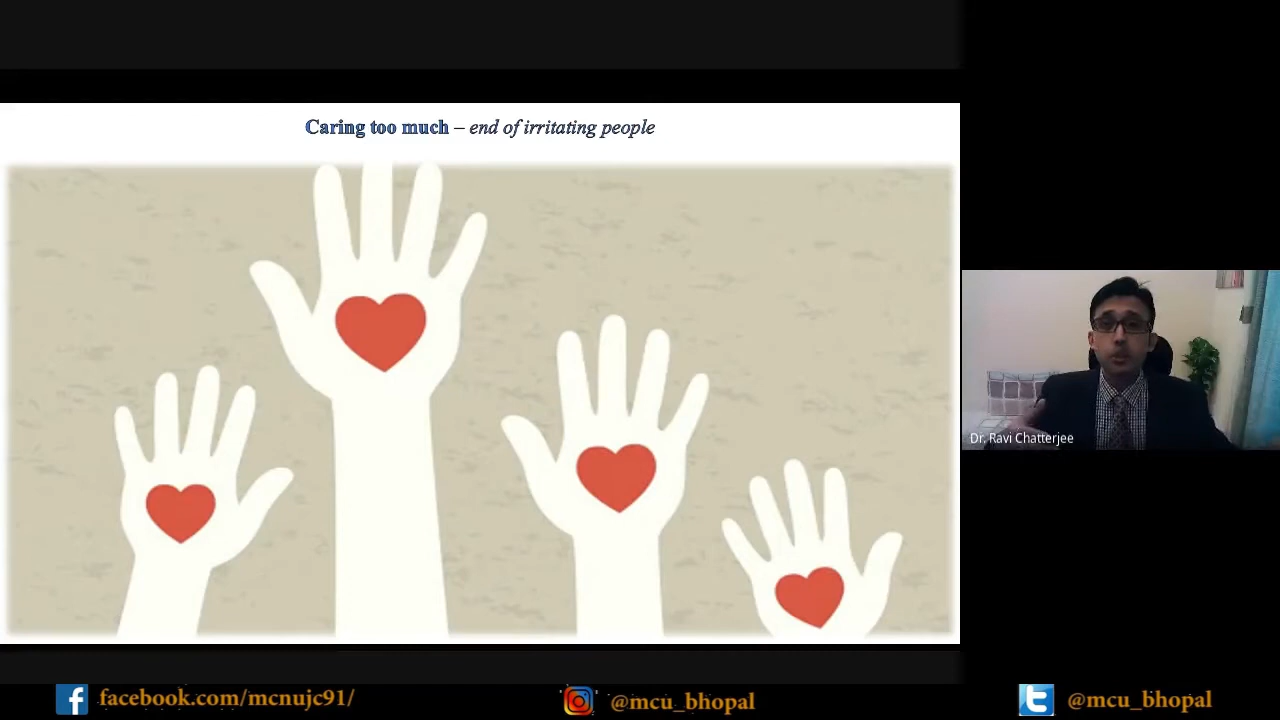 Caring too much – end of irritating people
Dr. Ravi Chatterjee
facebook.com/mcnujc91/
@mcu_bhopal
@mcu_bhopal